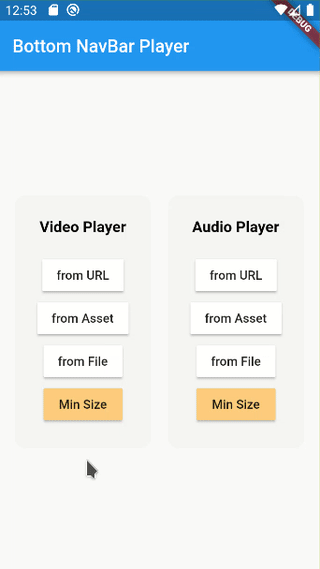 12:53
DEBUG
Bottom NavBar Player
Video Player
from URL
from Asset
from File
Min Size
Audio Player
from URL
from Asset
from File
Min Size